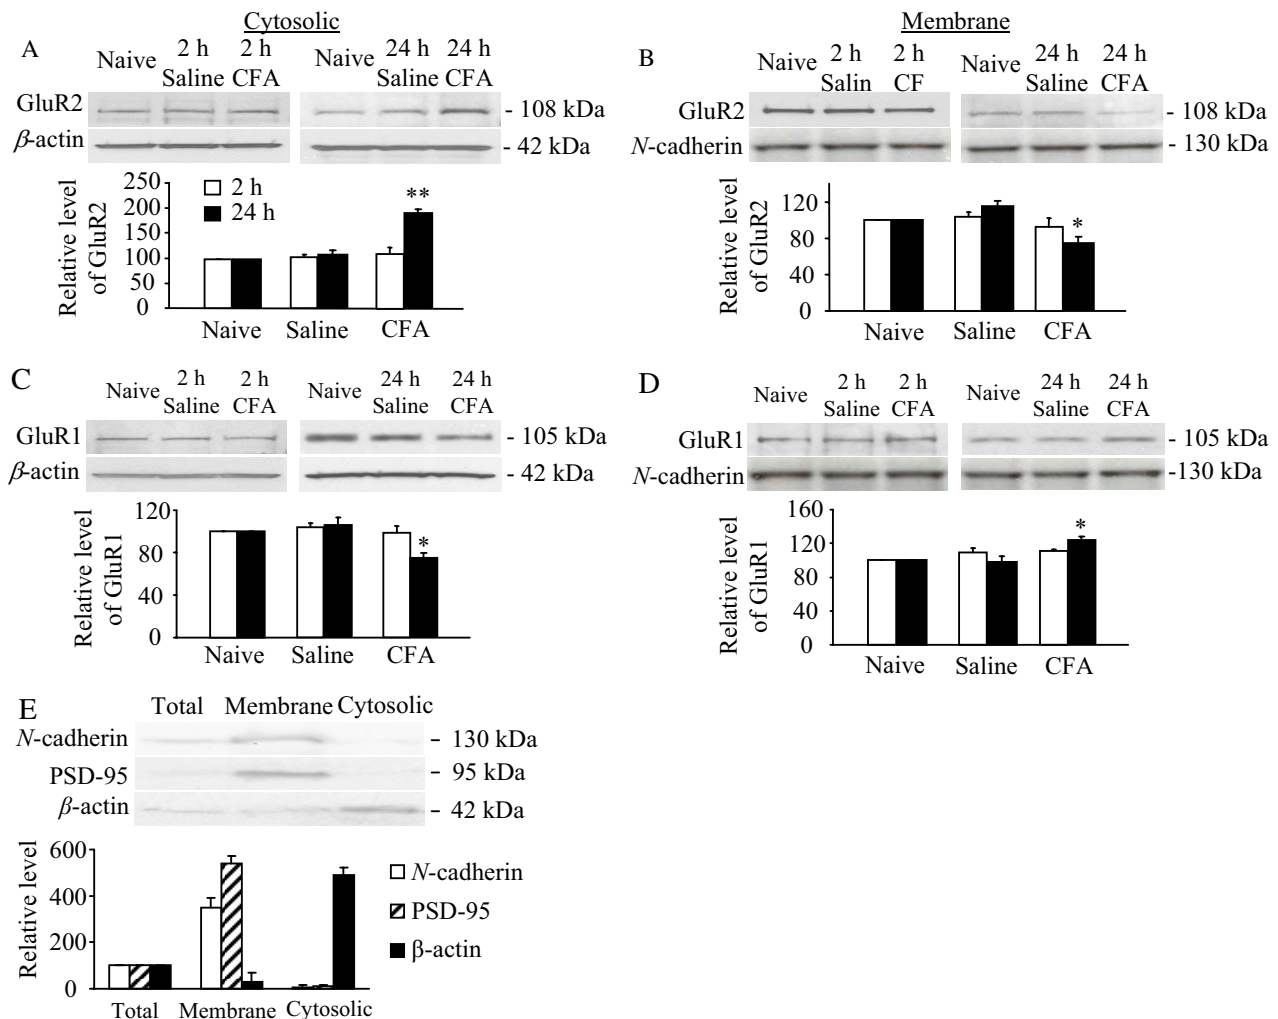 Cytosolic
Membrane
A
Naive
2 h
Saline
2 h
CFA
Naive
24 h
Saline
24 h
CFA
GluR2
- 108 kDa
β-actin
- 42 kDa
Relative level
of GluR2
250
200
150
100
50
0
2 h
24 h
**
Naive
Saline
CFA
B
Naive
2 h
Salin
2 h
CF
Naive
24 h
Saline
24 h
CFA
GluR2
- 108 kDa
N-cadherin
- 130 kDa
Relative level
of GluR2
120
80
40
0
*
Naive
Saline
CFA
C
Naive
2 h
Saline
2 h
CFA
Naive
24 h
Saline
24 h
CFA
GluR1
- 105 kDa
β-actin
- 42 kDa
Relative level
of GluR1
120
80
40
0
*
Naive
Saline
CFA
D
Naive
2 h
Saline
2 h
CFA
Naive
24 h
Saline
24 h
CFA
GluR1
- 105 kDa
N-cadherin
-130 kDa
Relative level
of GluR1
160
120
80
40
0
*
Naive
Saline
CFA
E
Total Membrane Cytosolic
N-cadherin
- 130 kDa
PSD-95
- 95 kDa
β-actin
- 42 kDa
Relative level
600
400
200
0
N-cadherin
PSD-95
β-actin
Total
Membrane
Cytosolic